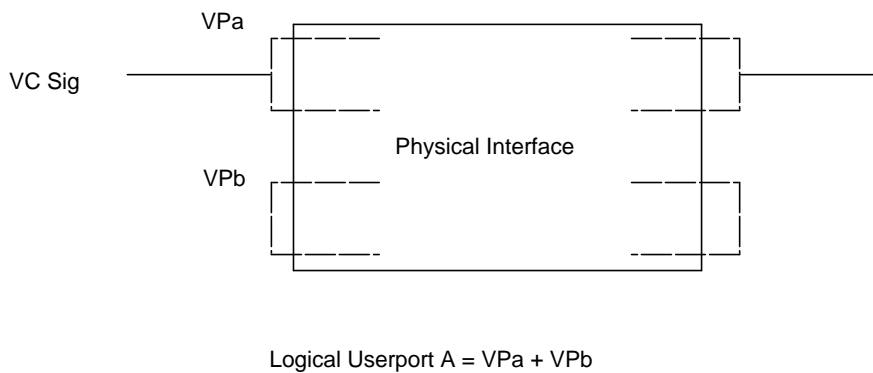 VPa
VC Sig
Physical Interface
VPb
Logical Userport A = VPa + VPb